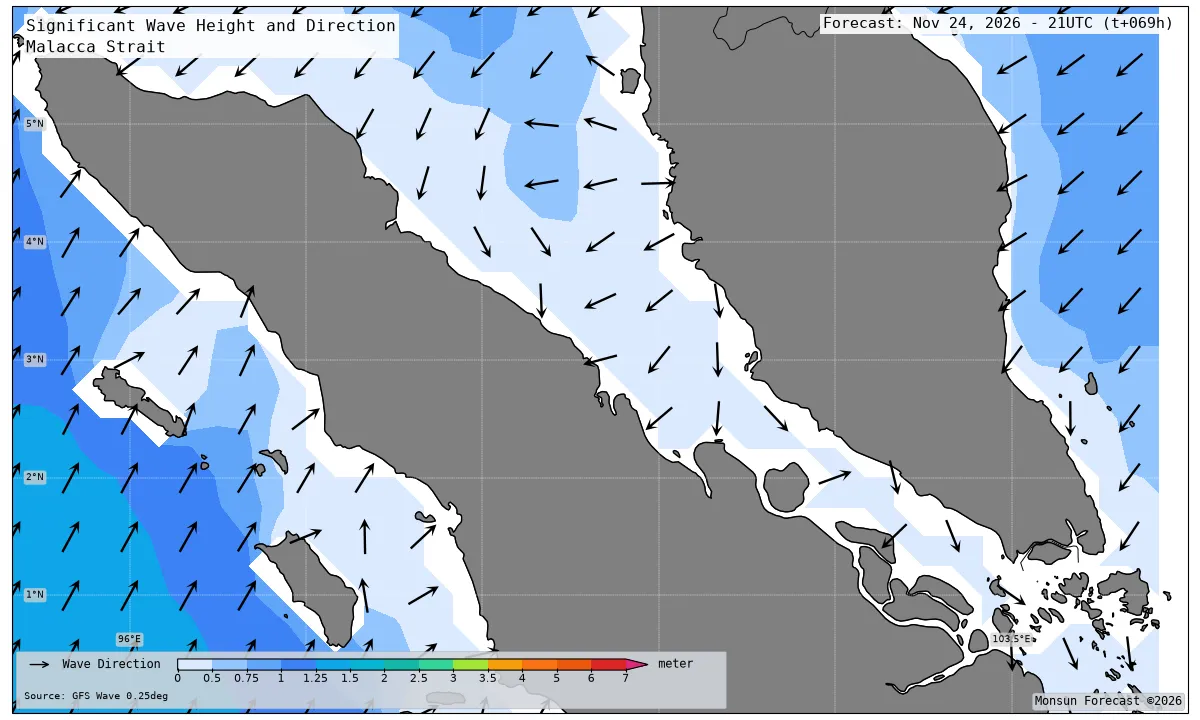 Significant Wave Height and Direction
Malacca Strait
Forecast: Nov 24, 2026 - 21UTC (t+069h)
5°N
4°N
3°N
2°N
1°N
96°E
103.5°E
Wave Direction
0 0.5 0.75 1 1.25 1.5 2 2.5 3 3.5 4 5 6 7
meter
Source: GFS Wave 0.25deg
Monsun Forecast ©2026